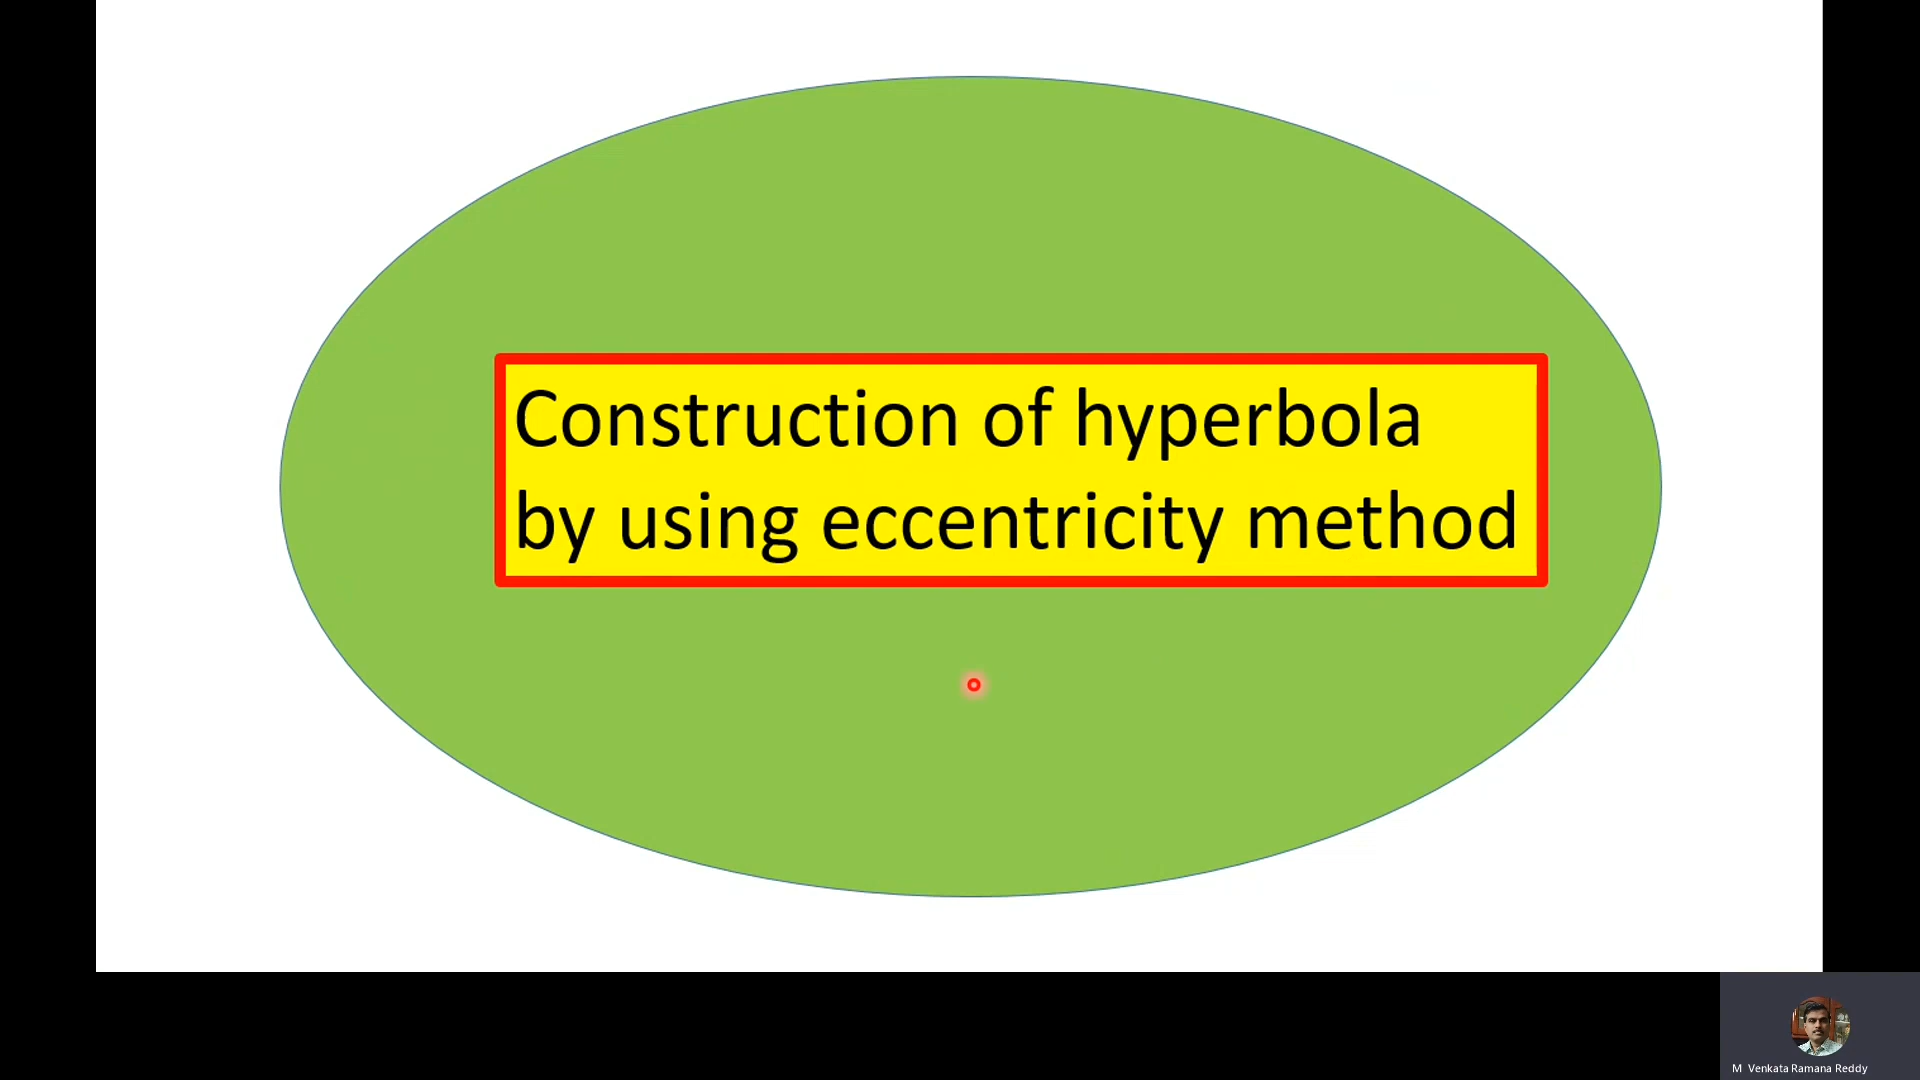 Construction of hyperbola
by using eccentricity method
M Venkata Ramana Reddy